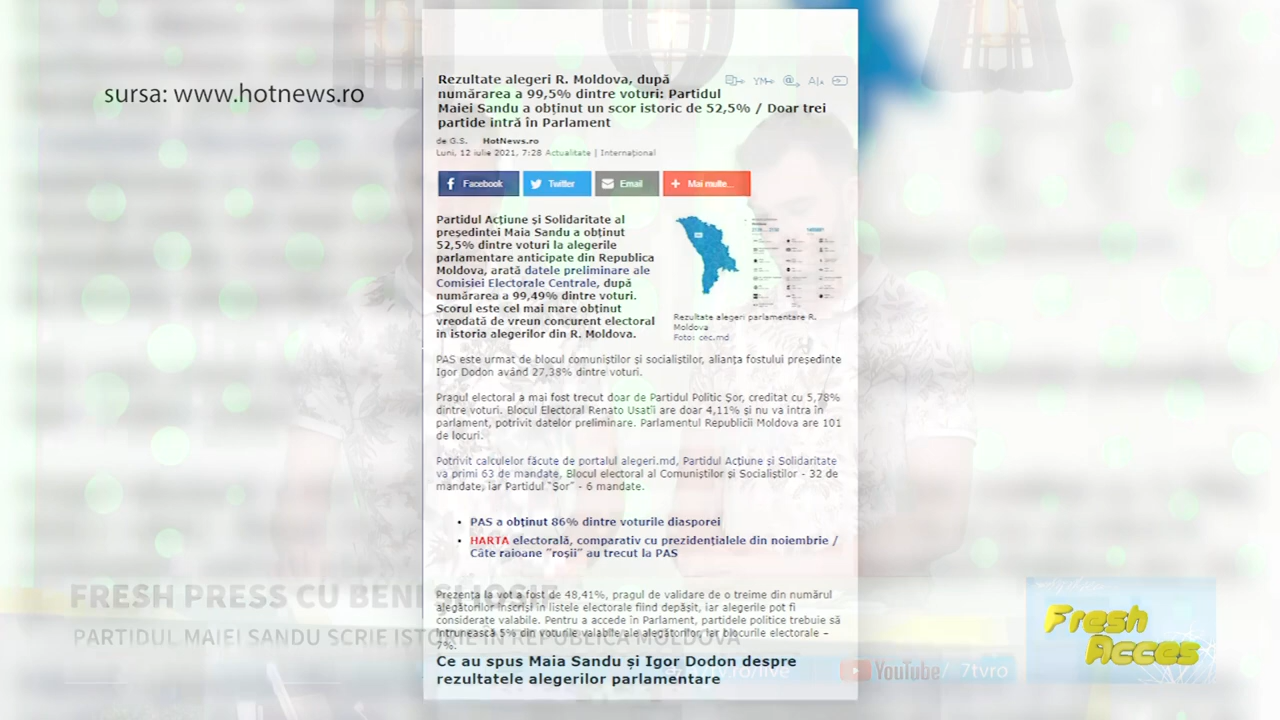 sursa: www.hotnews.ro
Rezultate alegeri R. Moldova, după
numărarea a 99,5% dintre voturi: Partidul
Maiei Sandu a obținut un scor istoric de 52,5% / Doar trei
partide intră în Parlament
de G.S. HotNews.ro
Luni, 12 iulie 2021, 7:28 Actualitate | Internațional
Facebook
Twitter
Email
Mai multe...
Partidul Acțiune și Solidaritate al
președintei Maia Sandu a obținut
52,5% dintre voturi la alegerile
parlamentare anticipate din Republica
Moldova, arată datele preliminare ale
Comisiei Electorale Centrale, după
numărarea a 99,49% dintre voturi.
Scorul este cel mai mare obținut
vreodată de vreun concurent electoral
în istoria alegerilor din R. Moldova.
Rezultate alegeri parlamentare R.
Moldova
Foto: cec.md
PAS este urmat de blocul comuniștilor și socialiștilor, alianța fostului președinte
Igor Dodon având 27,38% dintre voturi.
Pragul electoral a mai fost trecut doar de Partidul Politic Șor, creditat cu 5,78%
dintre voturi. Blocul Electoral Renato Usatîi are doar 4,11% și nu va intra în
parlament, potrivit datelor preliminare. Parlamentul Republicii Moldova are 101
de locuri.
Potrivit calculelor făcute de portalul alegeri.md, Partidul Acțiune și Solidaritate
va primi 63 de mandate, Blocul electoral al Comuniștilor și Socialiștilor - 32 de
mandate, iar Partidul "Șor" - 6 mandate.
• PAS a obținut 86% dintre voturile diasporei
• HARTA electorală, comparativ cu prezidențialele din noiembrie /
Câte raioane "roșii" au trecut la PAS
Prezența la vot a fost de 48,41%, pragul de validare de o treime din numărul
alegătorilor înscriși în listele electorale fiind depășit, iar alegerile pot fi
considerate valabile. Pentru a accede în Parlament, partidele politice trebuie să
întrunească 5% din voturile valabile ale alegătorilor, iar blocurile electorale –
7%.
Ce au spus Maia Sandu și Igor Dodon despre
rezultatele alegerilor parlamentare
FRESH PRESS CU BENI
PARTIDUL MAIEI SANDU SCRIE ISTORIE ÎN REPUBLICA MOLDOVA
YouTube/ 7tvro
Fresh
Acces